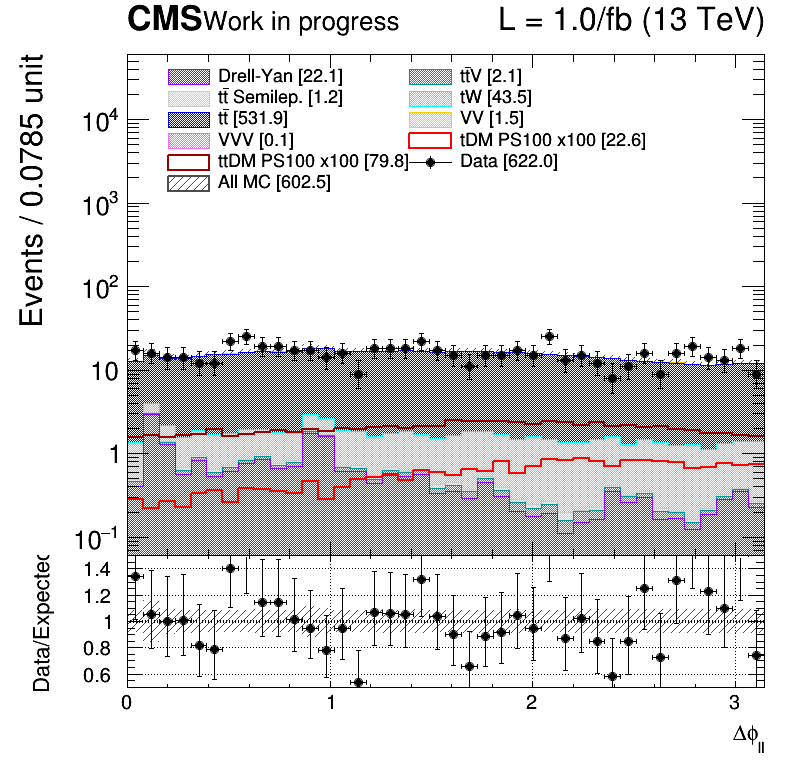 CMS Work in progress L = 1.0/fb (13 TeV)
Drell-Yan [22.1] tt̄V [2.1]
tt̄ Semilep. [1.2] tW [43.5]
tt̄ [531.9] VV [1.5]
VVV [0.1] tDM PS100 x100 [22.6]
ttDM PS100 x100 [79.8] Data [622.0]
All MC [602.5]
Events / 0.0785 unit
10⁴
10³
10²
10
1
10⁻¹
Data/Expected
1.4
1.2
1
0.8
0.6
0 1 2 3
Δϕ_ll